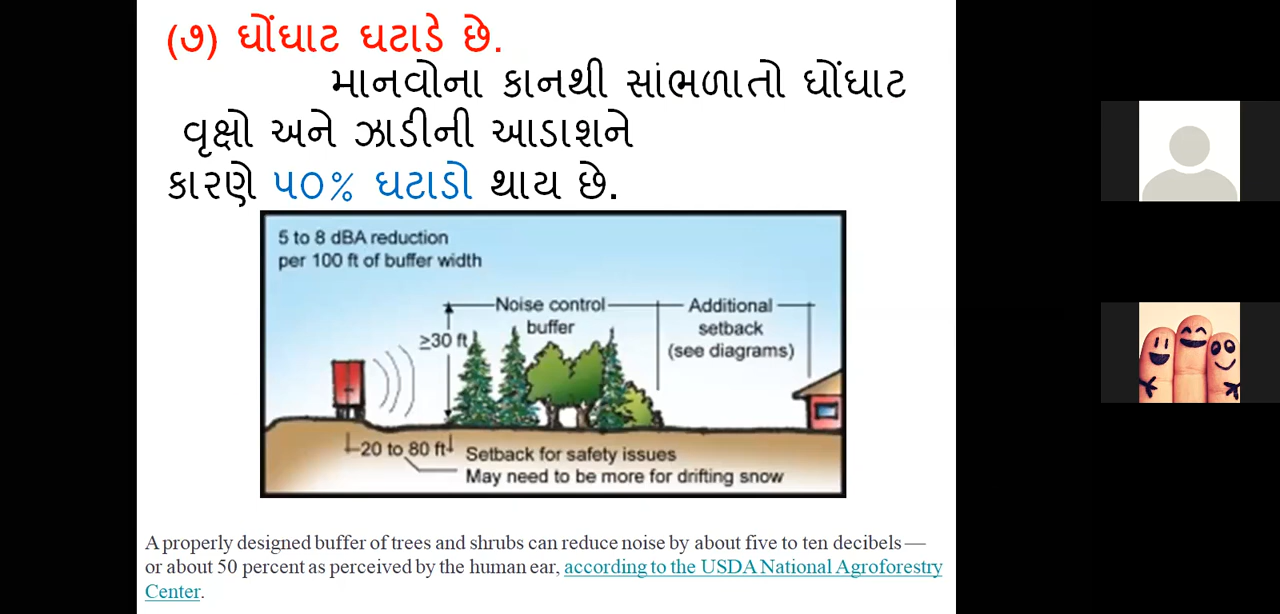 (૭) ઘોંઘાટ ઘટાડે છે.
માનવોના કાનથી સાંભળાતો ઘોંઘાટ
વૃક્ષો અને ઝાડીની આડાશને
કારણે ૫૦% ઘટાડો થાય છે.
5 to 8 dBA reduction
per 100 ft of buffer width
Noise control
buffer
Additional
setback
(see diagrams)
≥30 ft
20 to 80 ft
Setback for safety issues
May need to be more for drifting snow
A properly designed buffer of trees and shrubs can reduce noise by about five to ten decibels—
or about 50 percent as perceived by the human ear, according to the USDA National Agroforestry
Center.